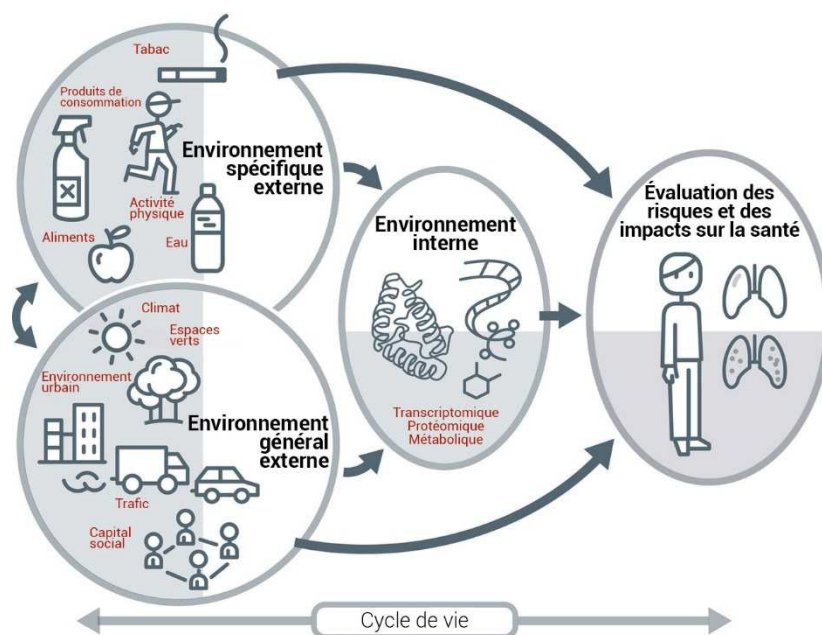 Tabac
Produits de
consommation
Environnement
spécifique
externe
Activité
physique
Aliments
Eau
Climat
Espaces
verts
Environnement
urbain
Environnement
général
externe
Trafic
Capital
social
Environnement
interne
Transcriptomique
Protéomique
Métabolique
Évaluation des
risques et des
impacts sur la santé
Cycle de vie